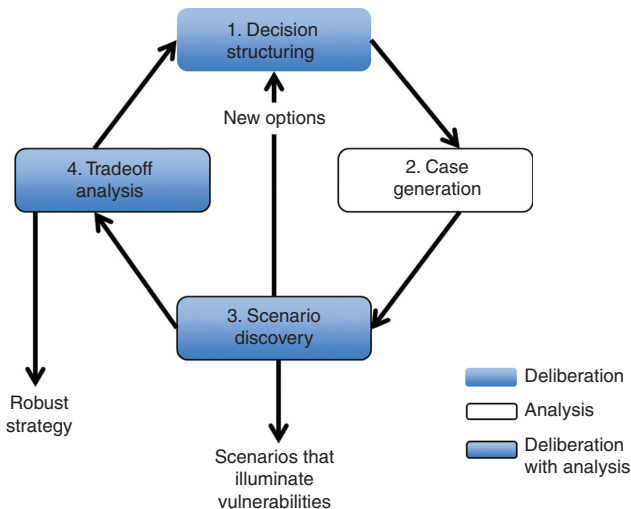 1. Decision
structuring
New options
4. Tradeoff
analysis
2. Case
generation
3. Scenario
discovery
Robust
strategy
Scenarios that
illuminate
vulnerabilities
Deliberation
Analysis
Deliberation
with analysis